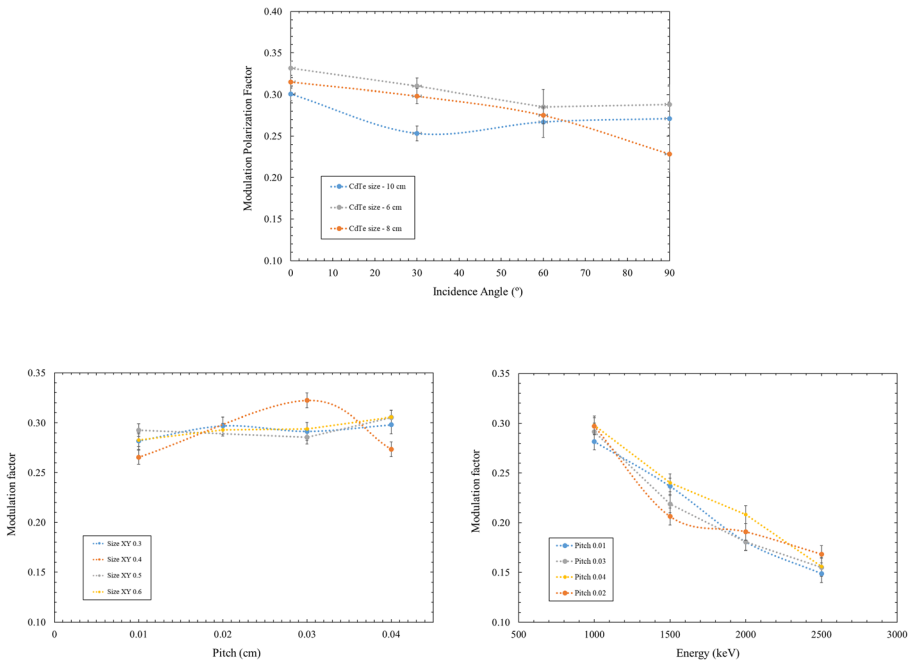 0.40
0.35
0.30
0.25
0.20
0.15
0.10
Modulation Polarization Factor
CdTe size - 10 cm
CdTe size - 6 cm
CdTe size - 8 cm
0 10 20 30 40 50 60 70 80 90
Incidence Angle (º)
0.35
0.30
0.25
0.20
0.15
0.10
Modulation factor
Size XY 0.3
Size XY 0.4
Size XY 0.5
Size XY 0.6
0 0.01 0.02 0.03 0.04
Pitch (cm)
0.35
0.30
0.25
0.20
0.15
0.10
Modulation factor
Pitch 0.01
Pitch 0.03
Pitch 0.04
Pitch 0.02
500 1000 1500 2000 2500 3000
Energy (keV)